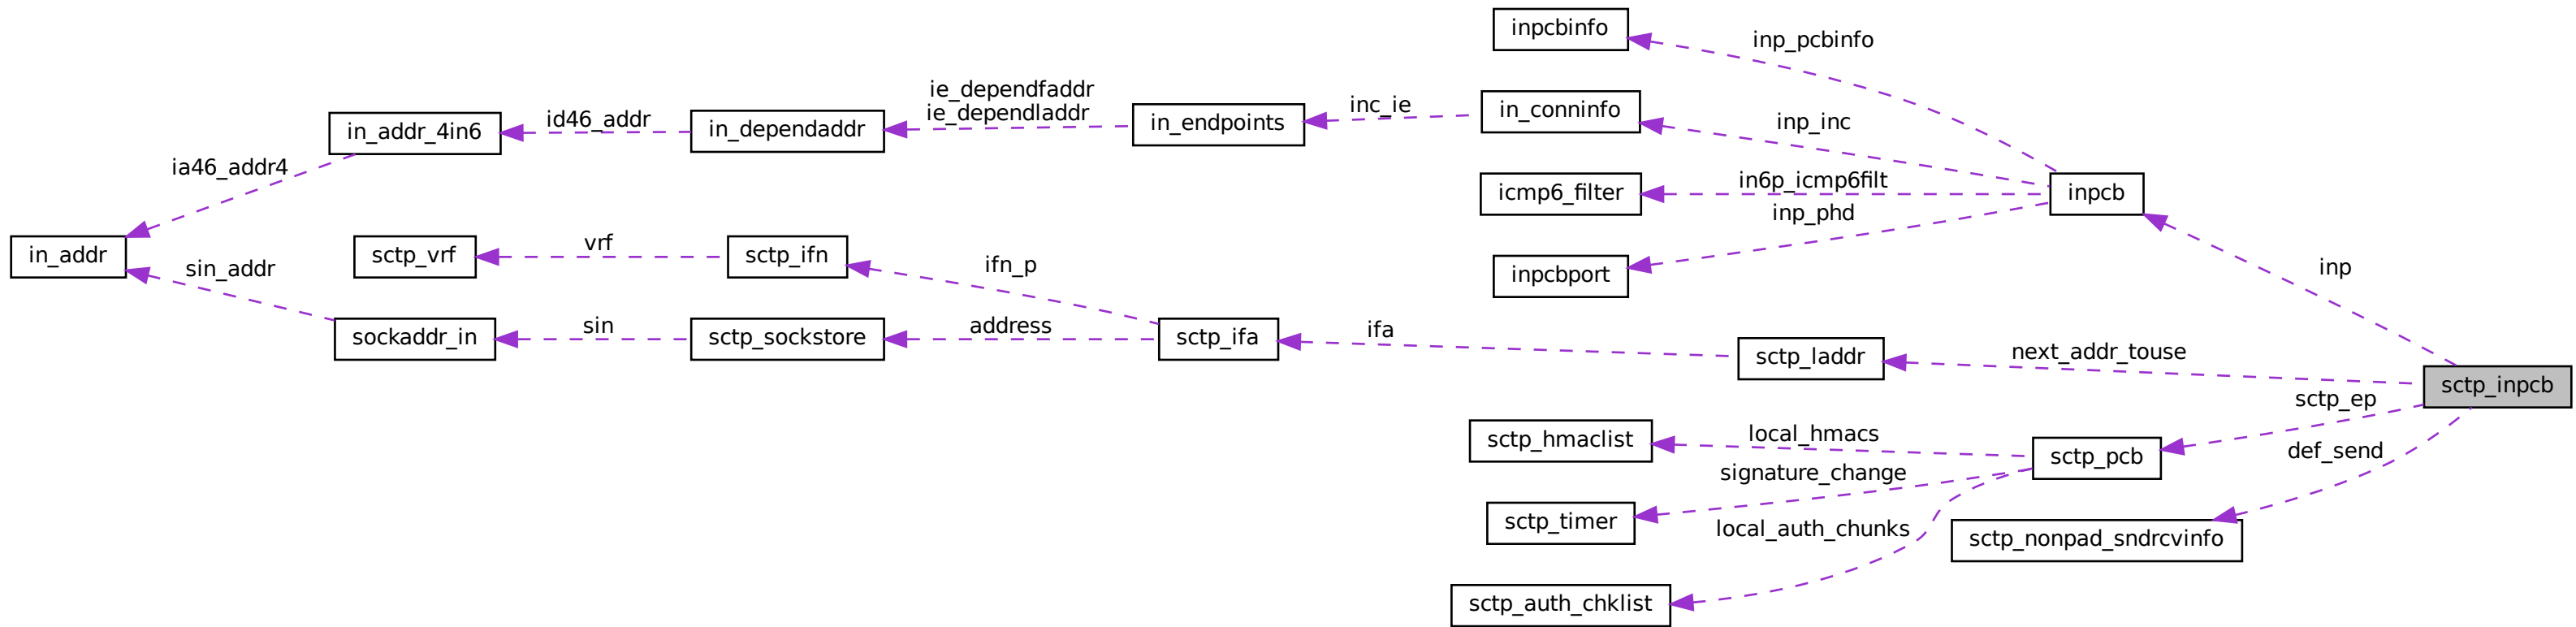 inpcbinfo
inp_pcbinfo
ie_dependfaddr
ie_dependladdr
inc_ie
in_conninfo
in_addr_4in6
id46_addr
in_dependaddr
in_endpoints
inp_inc
ia46_addr4
icmp6_filter
in6p_icmp6filt
inpcb
inp_phd
in_addr
sctp_vrf
vrf
sctp_ifn
ifn_p
inpcbport
inp
sin_addr
sockaddr_in
sin
sctp_sockstore
address
sctp_ifa
ifa
sctp_laddr
next_addr_touse
sctp_inpcb
sctp_ep
sctp_hmaclist
local_hmacs
sctp_pcb
def_send
signature_change
sctp_timer
local_auth_chunks
sctp_nonpad_sndrcvinfo
sctp_auth_chklist